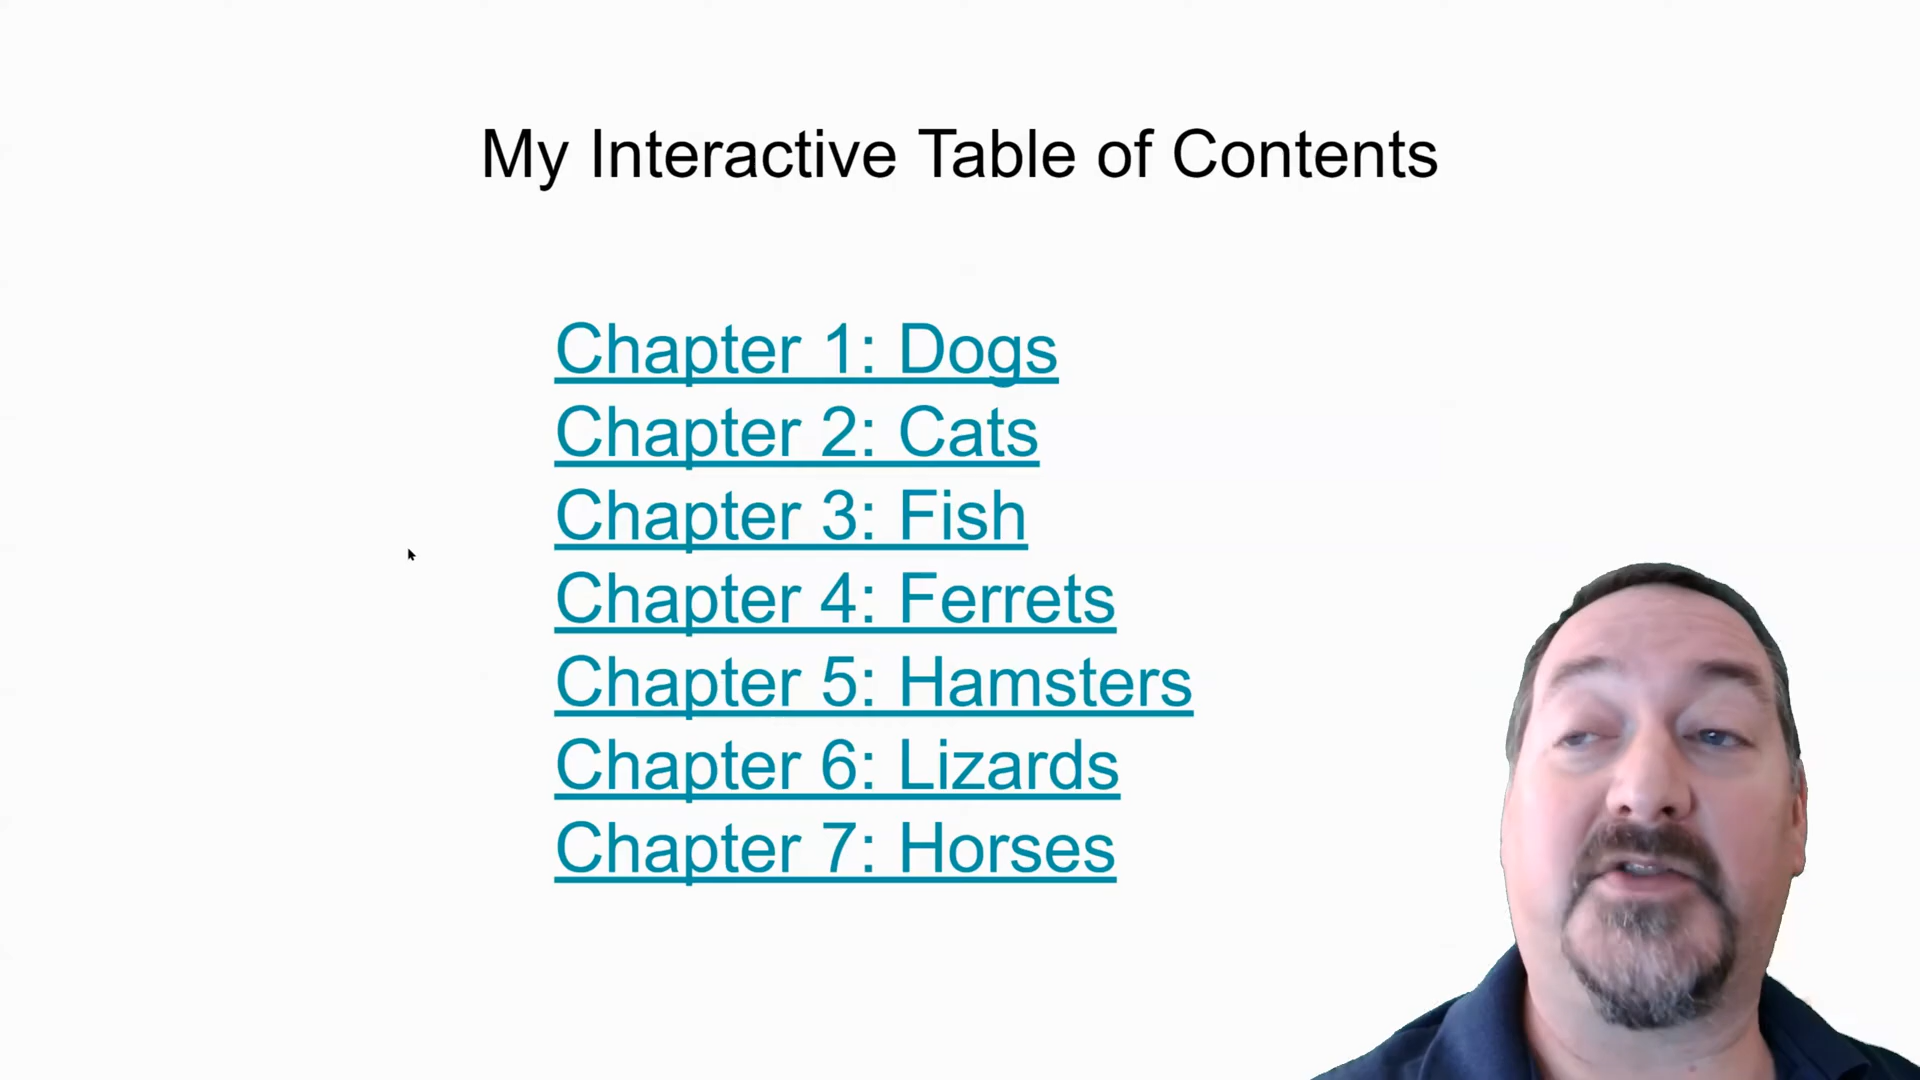 My Interactive Table of Contents
Chapter 1: Dogs
Chapter 2: Cats
Chapter 3: Fish
Chapter 4: Ferrets
Chapter 5: Hamsters
Chapter 6: Lizards
Chapter 7: Horses